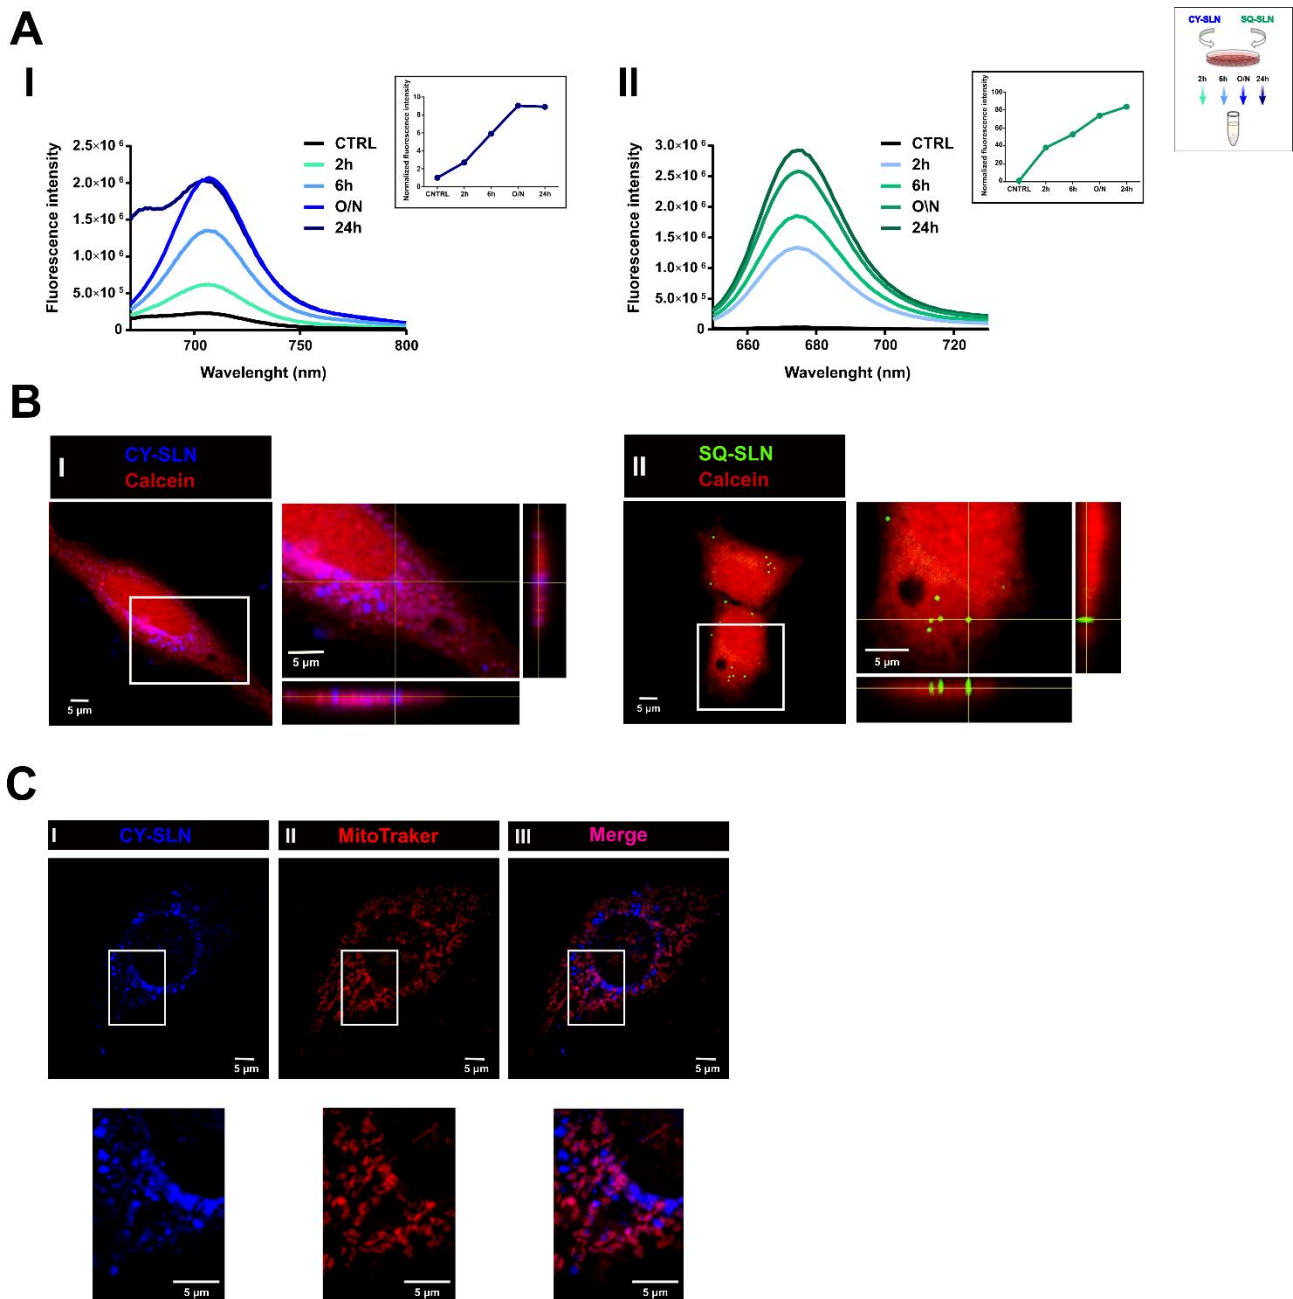 A
CY-SLN SQ-SLN
2h 6h O/N 24h
I
Fluorescence intensity
2.5×10 6
2.0×10 6
1.5×10 6
1.0×10 6
5.0×10 5
0
700 750 800
Wavelenght (nm)
CTRL
2h
6h
O/N
24h
Normalized fluorescence intensity
10
8
6
4
2
0
CNTRL 2h 6h O/N 24h
II
Fluorescence intensity
3.0×10 6
2.5×10 6
2.0×10 6
1.5×10 6
1.0×10 6
5.0×10 5
0
660 680 700 720
Wavelenght (nm)
CTRL
2h
6h
O\N
24h
Normalized fluorescence intensity
100
80
60
40
20
0
CNTRL 2h 6h O/N 24h
B
I
CY-SLN
Calcein
5 µm
5 µm
II
SQ-SLN
Calcein
5 µm
5 µm
C
I CY-SLN
II MitoTraker
III Merge
5 µm
5 µm
5 µm
5 µm
5 µm
5 µm